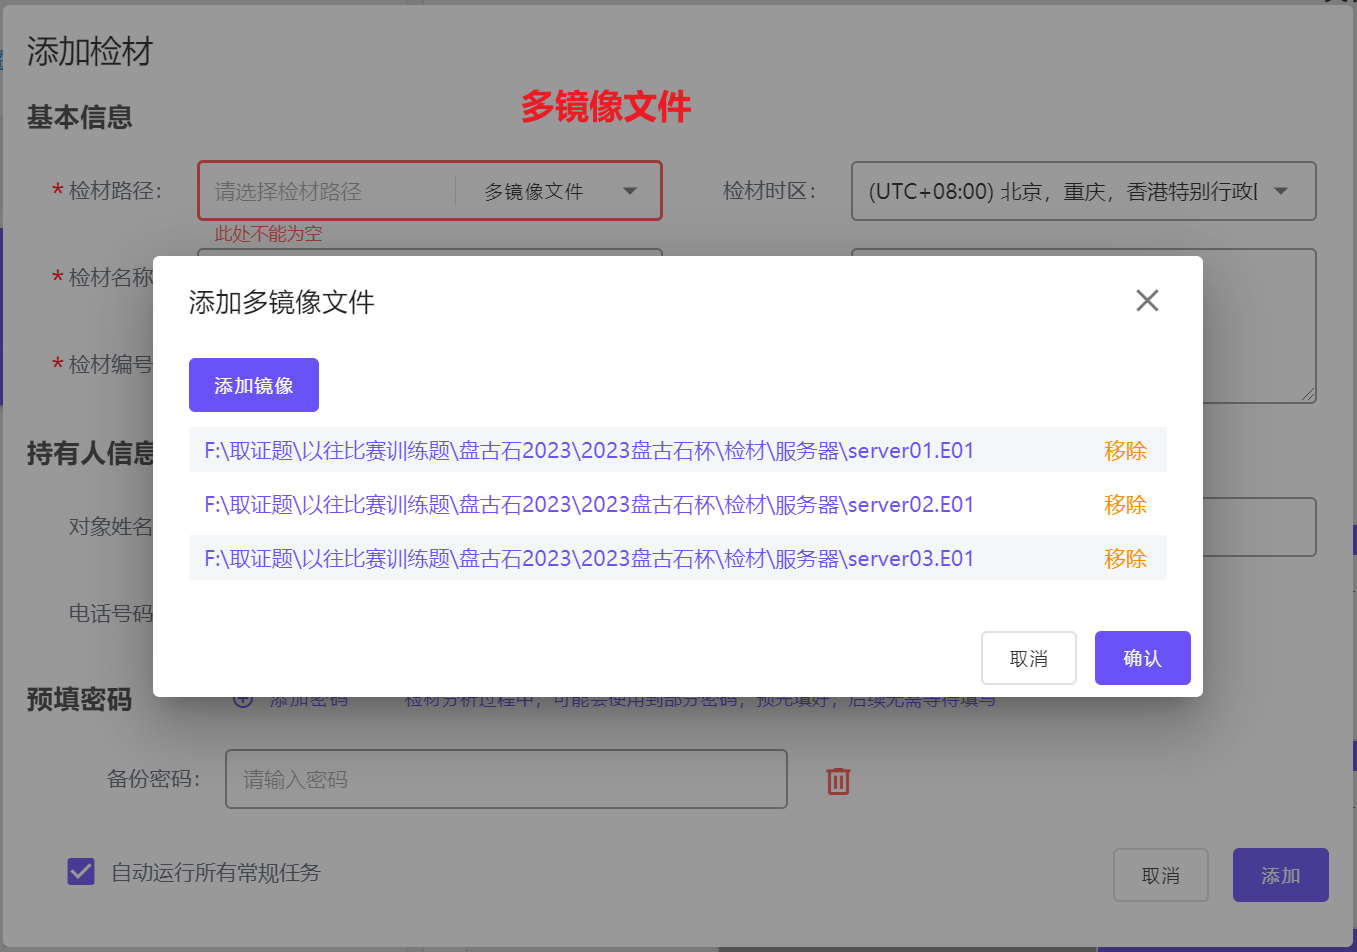 添加检材
多镜像文件
基本信息
* 检材路径： 请选择检材路径 多镜像文件 检材时区： (UTC+08:00) 北京，重庆，香港特别行政
此处不能为空
* 检材名称
添加多镜像文件
* 检材编号
添加镜像
持有人信息
F:\取证题\以往比赛训练题\盘古石2023\2023盘古石杯\检材\服务器\server01.E01 移除
F:\取证题\以往比赛训练题\盘古石2023\2023盘古石杯\检材\服务器\server02.E01 移除
对象姓名
F:\取证题\以往比赛训练题\盘古石2023\2023盘古石杯\检材\服务器\server03.E01 移除
电话号码
取消 确认
预填密码 添加密码 检材分析过程中，可能会使用到部分密码，预先填好，后续无需等待填写
备份密码： 请输入密码
自动运行所有常规任务 取消 添加